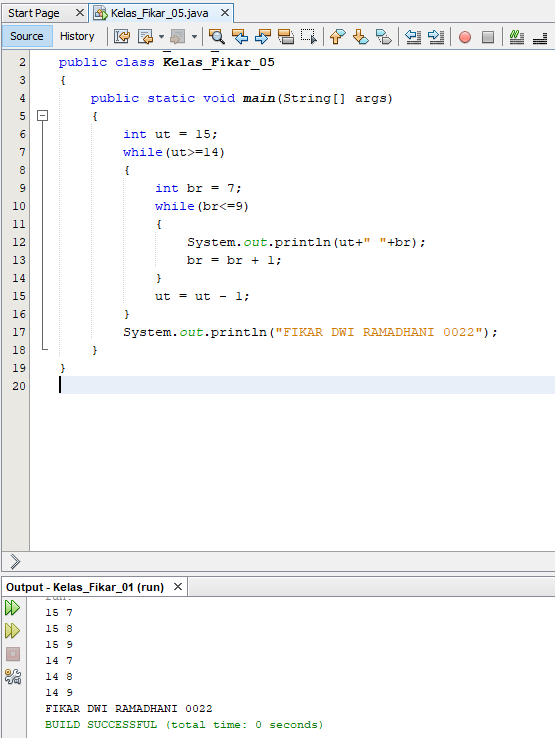 Start Page Kelas_Fikar_05.java
Source History
2 public class Kelas_Fikar_05
3 {
4 public static void main(String[] args)
5 {
6 int ut = 15;
7 while(ut>=14)
8 {
9 int br = 7;
10 while(br<=9)
11 {
12 System.out.println(ut+" "+br);
13 br = br + 1;
14 }
15 ut = ut - 1;
16 }
17 System.out.println("FIKAR DWI RAMADHANI 0022");
18 }
19 }
20
Output - Kelas_Fikar_01 (run)
15 7
15 8
15 9
14 7
14 8
14 9
FIKAR DWI RAMADHANI 0022
BUILD SUCCESSFUL (total time: 0 seconds)